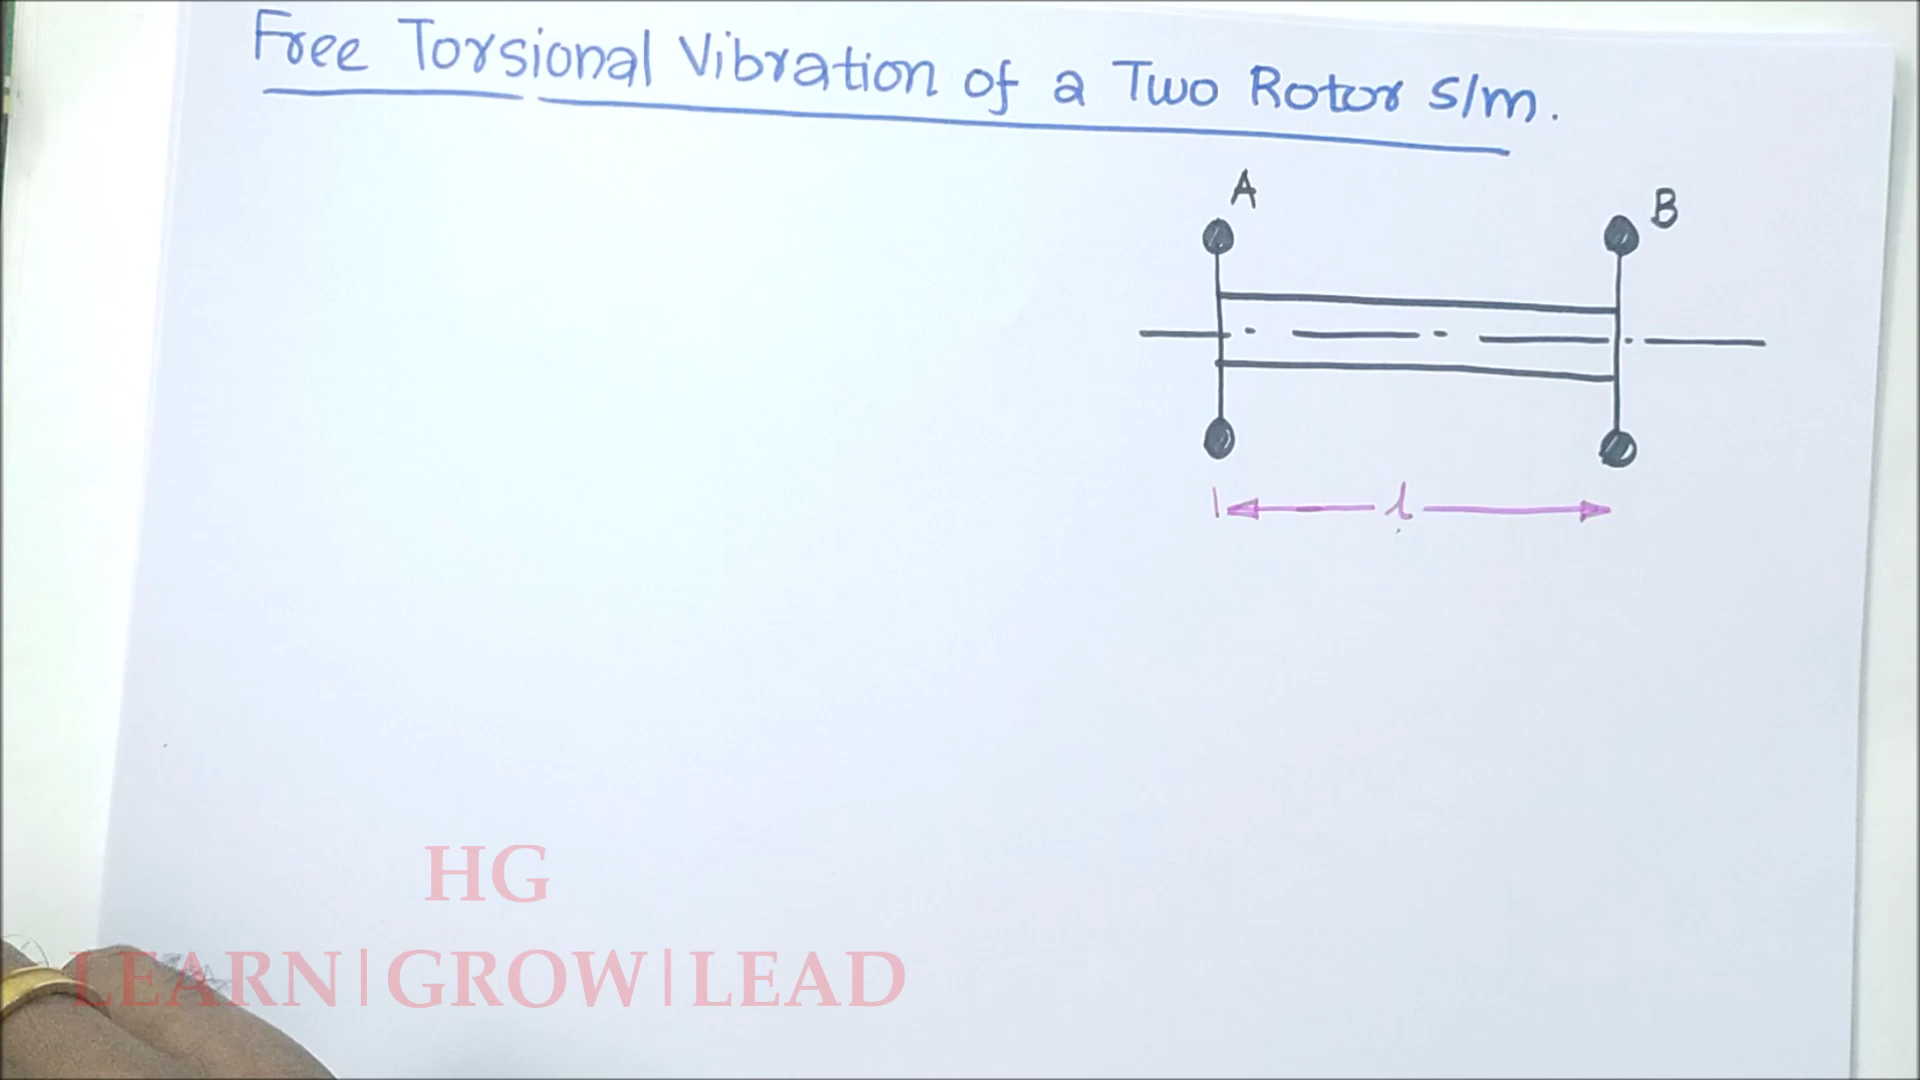 Free Torsional Vibration of a Two Rotor S/m.
A
B
l
HG
LEARN|GROW|LEAD